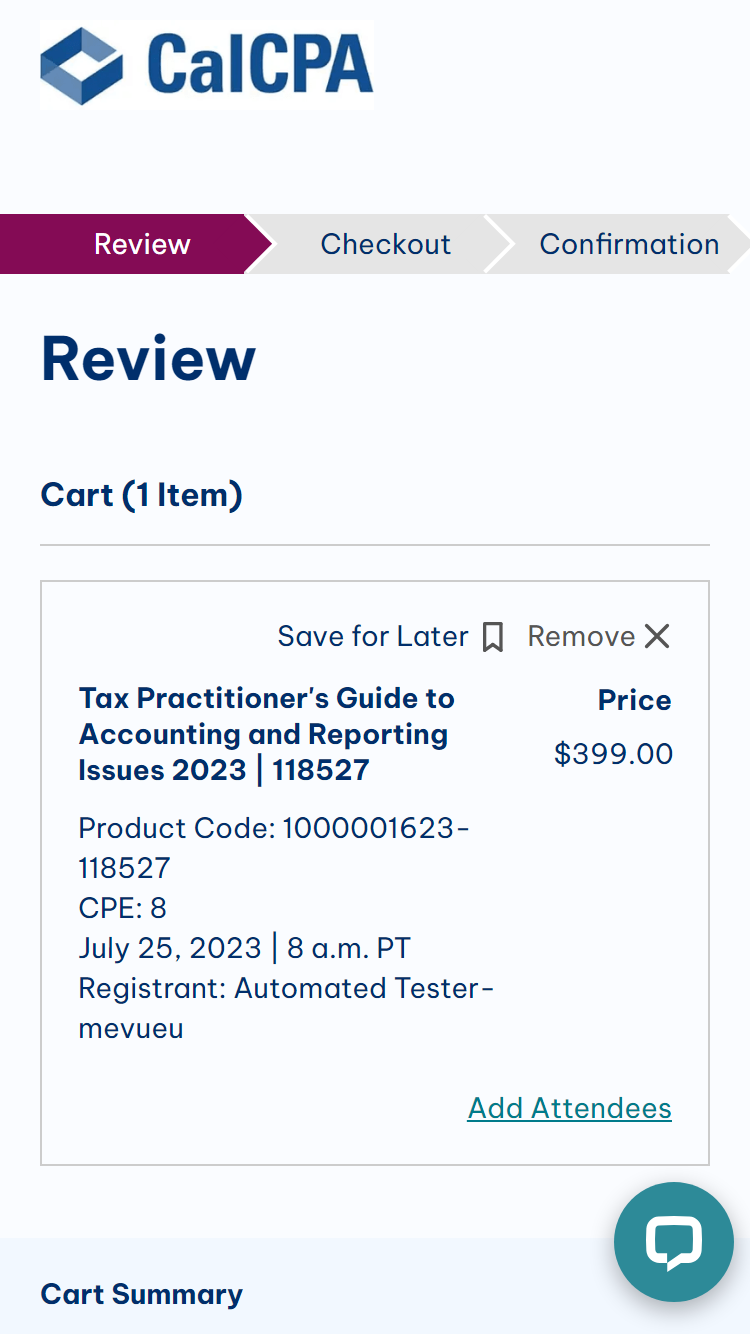 CalCPA
Review
Checkout
Confirmation
Review
Cart (1 Item)
Save for Later
Remove
Tax Practitioner's Guide to
Accounting and Reporting
Issues 2023 | 118527
Price
$399.00
Product Code: 1000001623-
118527
CPE: 8
July 25, 2023 | 8 a.m. PT
Registrant: Automated Tester-
mevueu
Add Attendees
Cart Summary